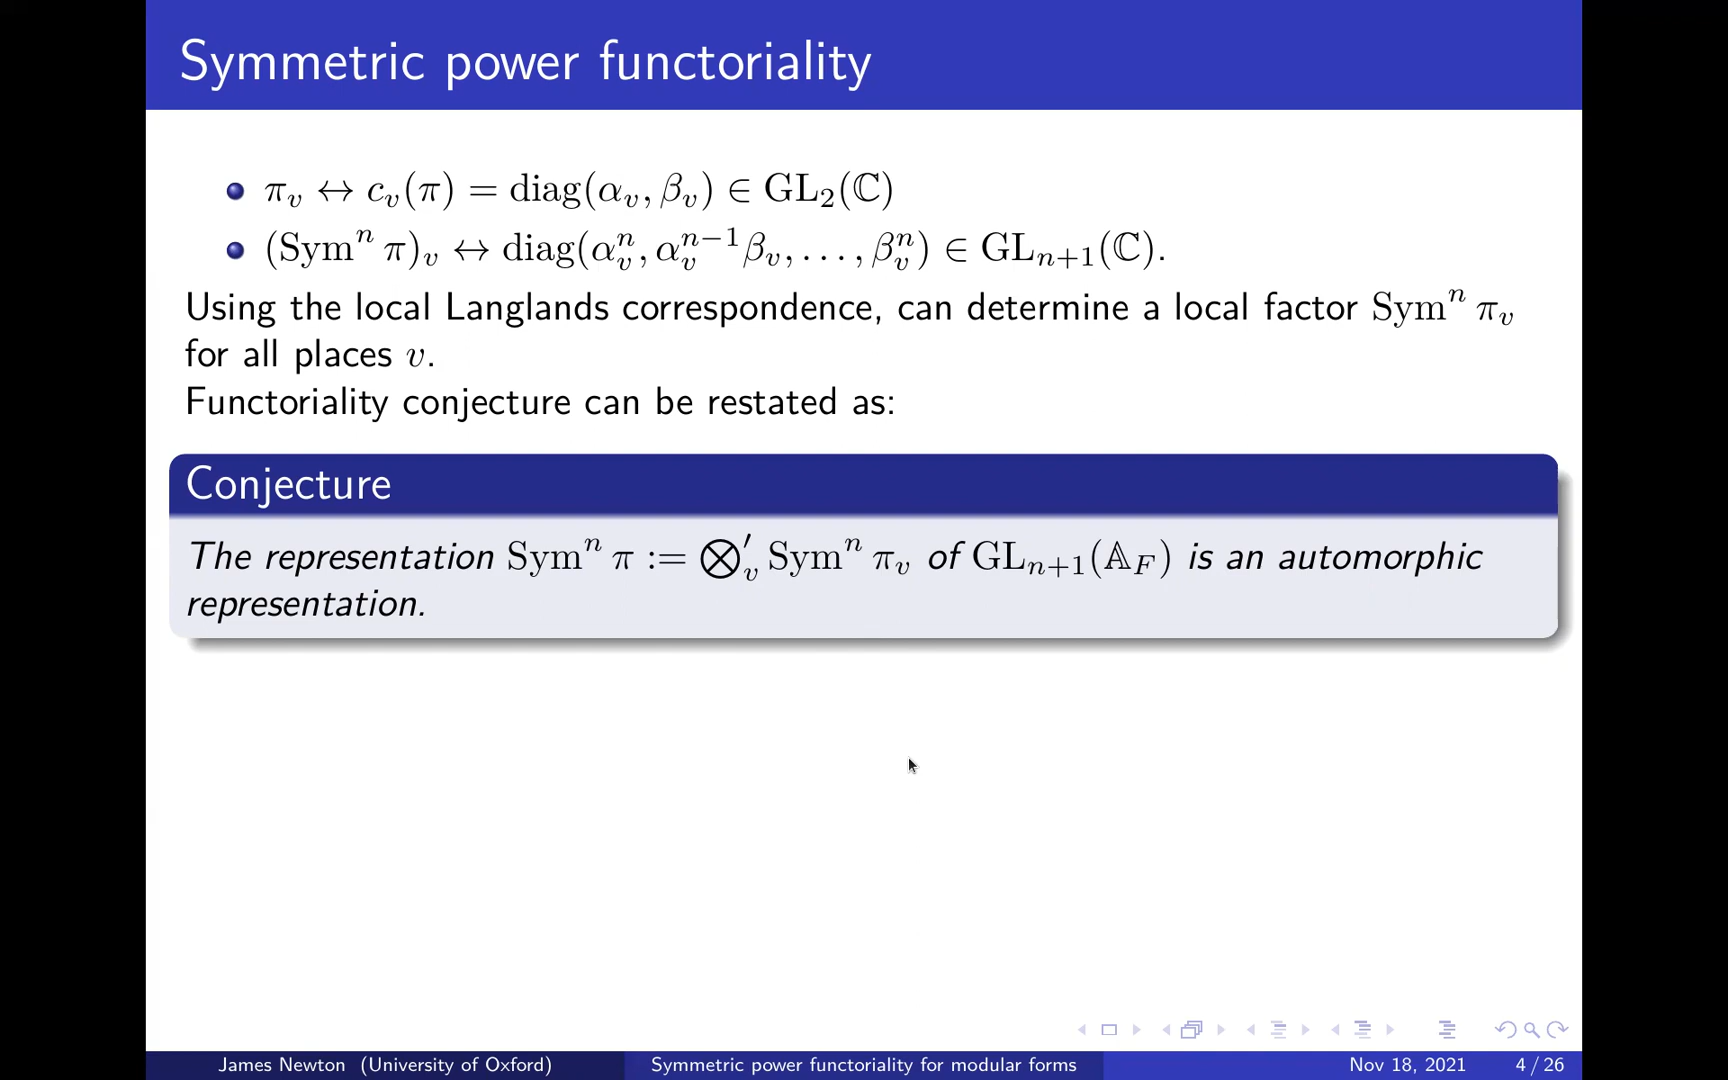 Symmetric power functoriality
• π_v ↔ c_v(π) = diag(α_v, β_v) ∈ GL_2(ℂ)
• (Sym^n π)_v ↔ diag(α_v^n, α_v^{n−1}β_v, . . . , β_v^n) ∈ GL_{n+1}(ℂ).
Using the local Langlands correspondence, can determine a local factor Sym^n π_v
for all places v.
Functoriality conjecture can be restated as:
Conjecture
The representation Sym^n π := ⊗′_v Sym^n π_v of GL_{n+1}(𝔸_F) is an automorphic
representation.
James Newton (University of Oxford) Symmetric power functoriality for modular forms Nov 18, 2021 4 / 26